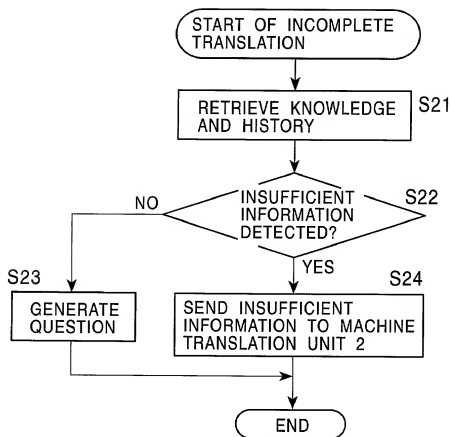 START OF INCOMPLETE
TRANSLATION
RETRIEVE KNOWLEDGE
AND HISTORY
S21
INSUFFICIENT
INFORMATION
DETECTED?
S22
NO
YES
S23
GENERATE
QUESTION
S24
SEND INSUFFICIENT
INFORMATION TO MACHINE
TRANSLATION UNIT 2
END